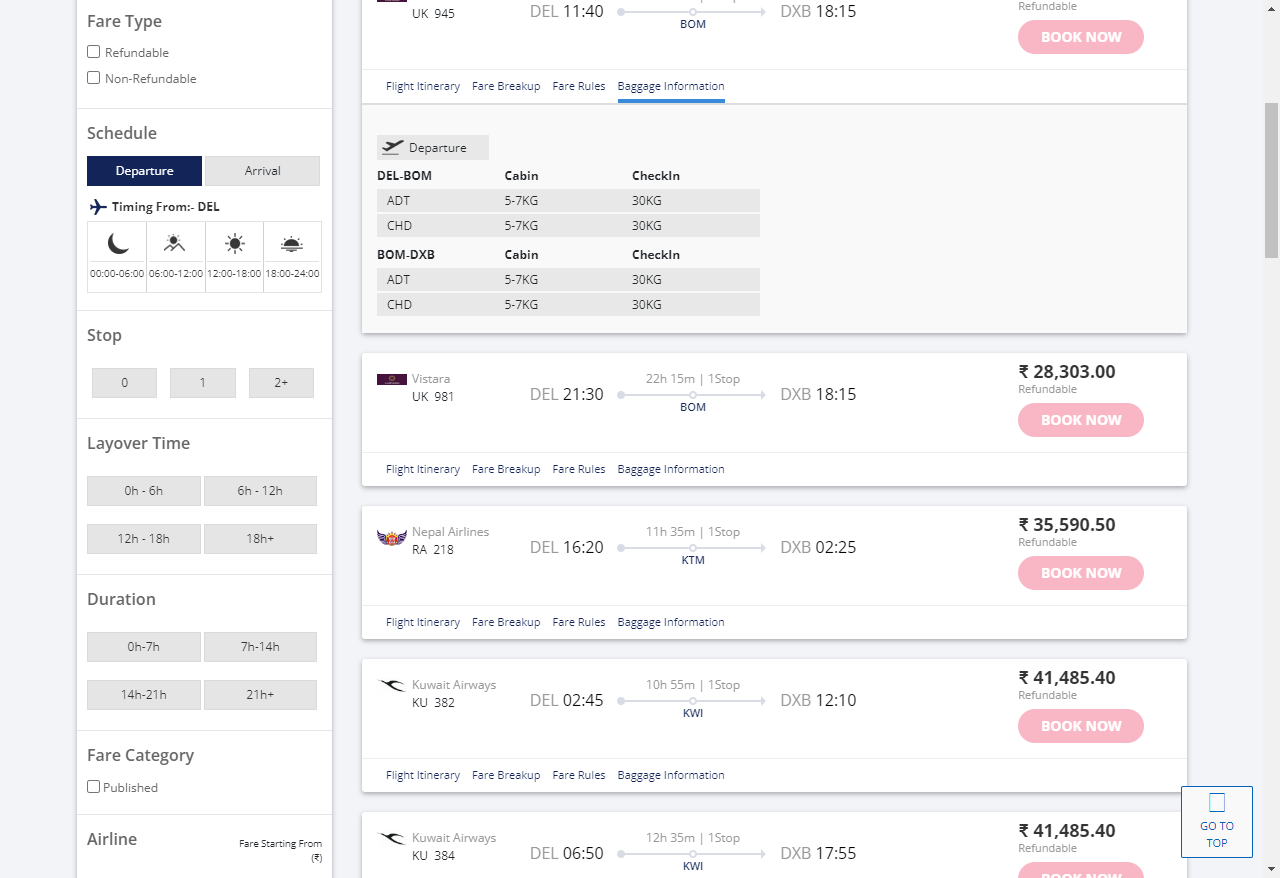 Fare Type
Refundable
Non-Refundable
Schedule
Departure Arrival
Timing From:- DEL
00:00-06:00 06:00-12:00 12:00-18:00 18:00-24:00
Stop
0 1 2+
Layover Time
0h - 6h 6h - 12h
12h - 18h 18h+
Duration
0h-7h 7h-14h
14h-21h 21h+
Fare Category
Published
Airline Fare Starting From
(₹)
UK 945 DEL 11:40 BOM DXB 18:15 Refundable
BOOK NOW
Flight Itinerary Fare Breakup Fare Rules Baggage Information
Departure
DEL-BOM Cabin CheckIn
ADT 5-7KG 30KG
CHD 5-7KG 30KG
BOM-DXB Cabin CheckIn
ADT 5-7KG 30KG
CHD 5-7KG 30KG
Vistara 22h 15m | 1Stop ₹ 28,303.00
UK 981 DEL 21:30 BOM DXB 18:15 Refundable
BOOK NOW
Flight Itinerary Fare Breakup Fare Rules Baggage Information
Nepal Airlines 11h 35m | 1Stop ₹ 35,590.50
RA 218 DEL 16:20 KTM DXB 02:25 Refundable
BOOK NOW
Flight Itinerary Fare Breakup Fare Rules Baggage Information
Kuwait Airways 10h 55m | 1Stop ₹ 41,485.40
KU 382 DEL 02:45 KWI DXB 12:10 Refundable
BOOK NOW
Flight Itinerary Fare Breakup Fare Rules Baggage Information
Kuwait Airways 12h 35m | 1Stop ₹ 41,485.40
KU 384 DEL 06:50 KWI DXB 17:55 Refundable
BOOK NOW
GO TO
TOP